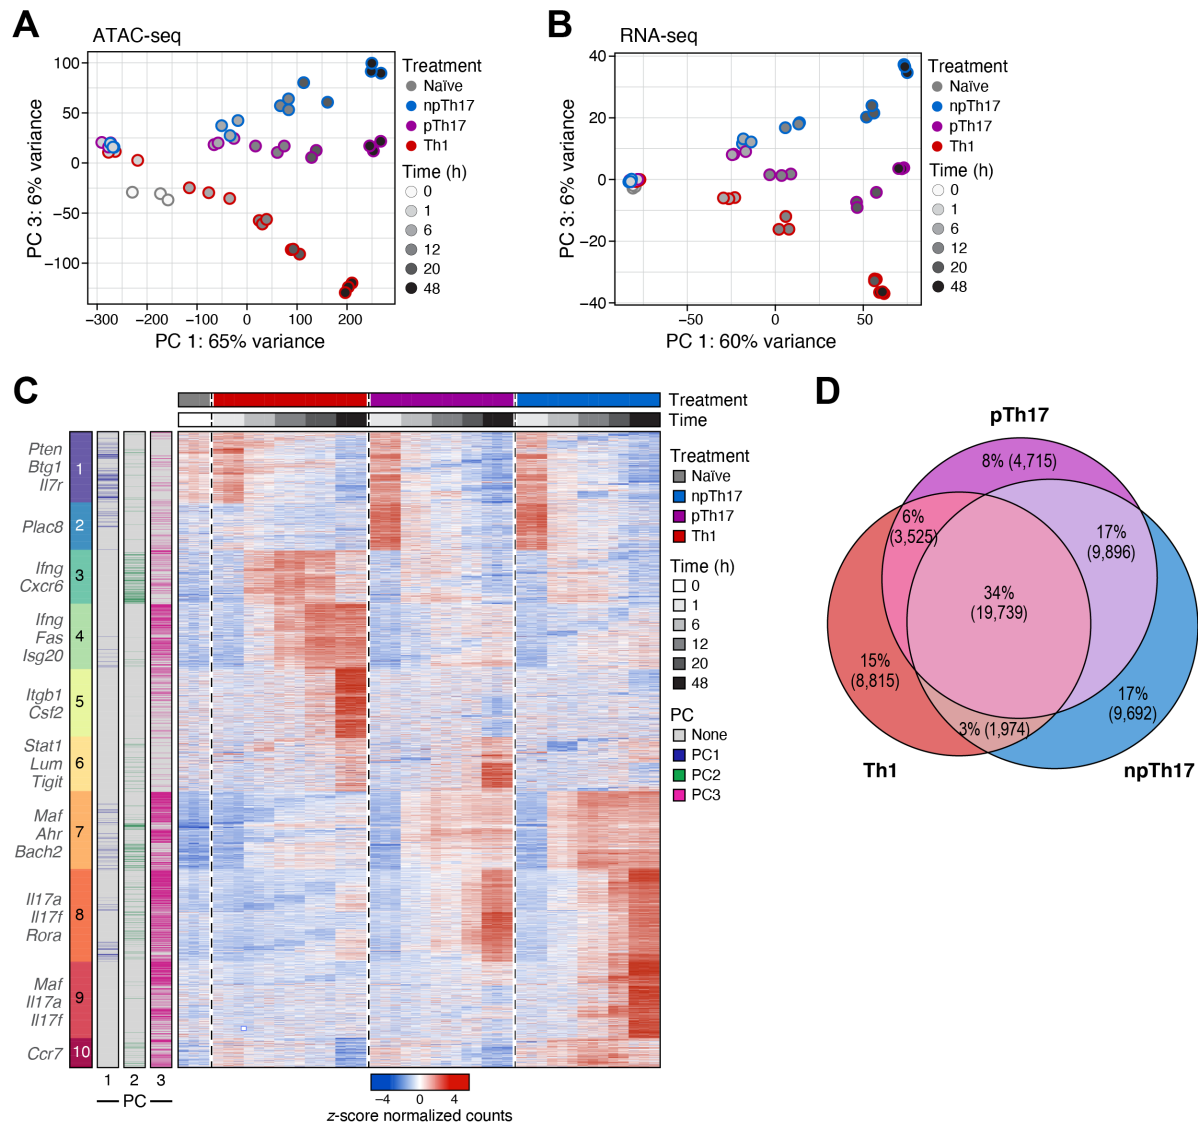 A
ATAC-seq
PC 3: 6% variance
100
50
0
−50
−100
−300
−200
−100
0
100
200
PC 1: 65% variance
Treatment
Naïve
npTh17
pTh17
Th1
Time (h)
0
1
6
12
20
48
B
RNA-seq
PC 3: 6% variance
40
20
0
−20
−40
−50
0
50
PC 1: 60% variance
Treatment
Naïve
npTh17
pTh17
Th1
Time (h)
0
1
6
12
20
48
C
Treatment
Time
Pten
Btg1
Il7r
1
Plac8
2
Ifng
Cxcr6
3
Ifng
Fas
Isg20
4
Itgb1
Csf2
5
Stat1
Lum
Tigit
6
Maf
Ahr
Bach2
7
Il17a
Il17f
Rora
8
Maf
Il17a
Il17f
9
Ccr7
10
1 2 3
PC
Treatment
Naïve
npTh17
pTh17
Th1
Time (h)
0
1
6
12
20
48
PC
None
PC1
PC2
PC3
−4 0 4
z-score normalized counts
D
pTh17
8% (4,715)
6%
(3,525)
17%
(9,896)
34%
(19,739)
15%
(8,815)
17%
(9,692)
3% (1,974)
Th1
npTh17